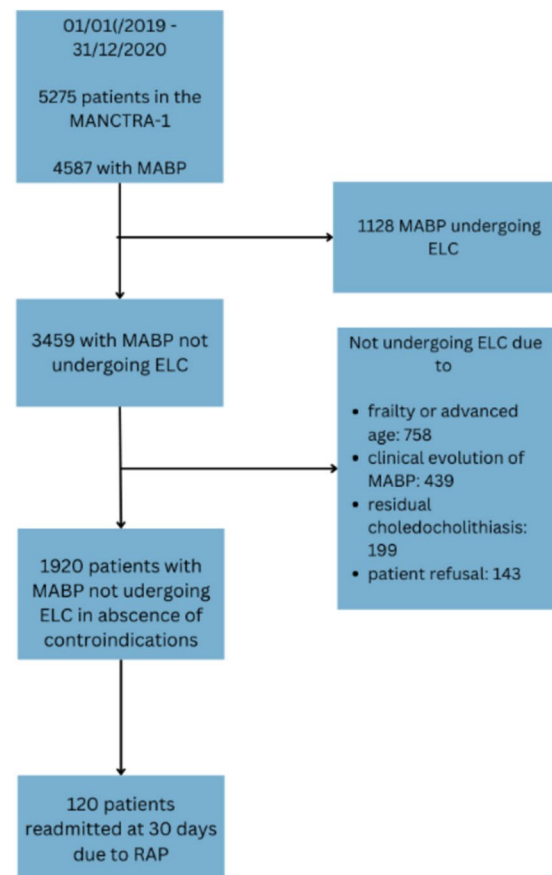 01/01(/2019 -
31/12/2020
5275 patients in the
MANCTRA-1
4587 with MABP
1128 MABP undergoing
ELC
3459 with MABP not
undergoing ELC
Not undergoing ELC due
to
• frailty or advanced
age: 758
• clinical evolution of
MABP: 439
• residual
choledocholithiasis:
199
• patient refusal: 143
1920 patients with
MABP not udergoing
ELC in abscence of
controindications
120 patients
readmitted at 30 days
due to RAP